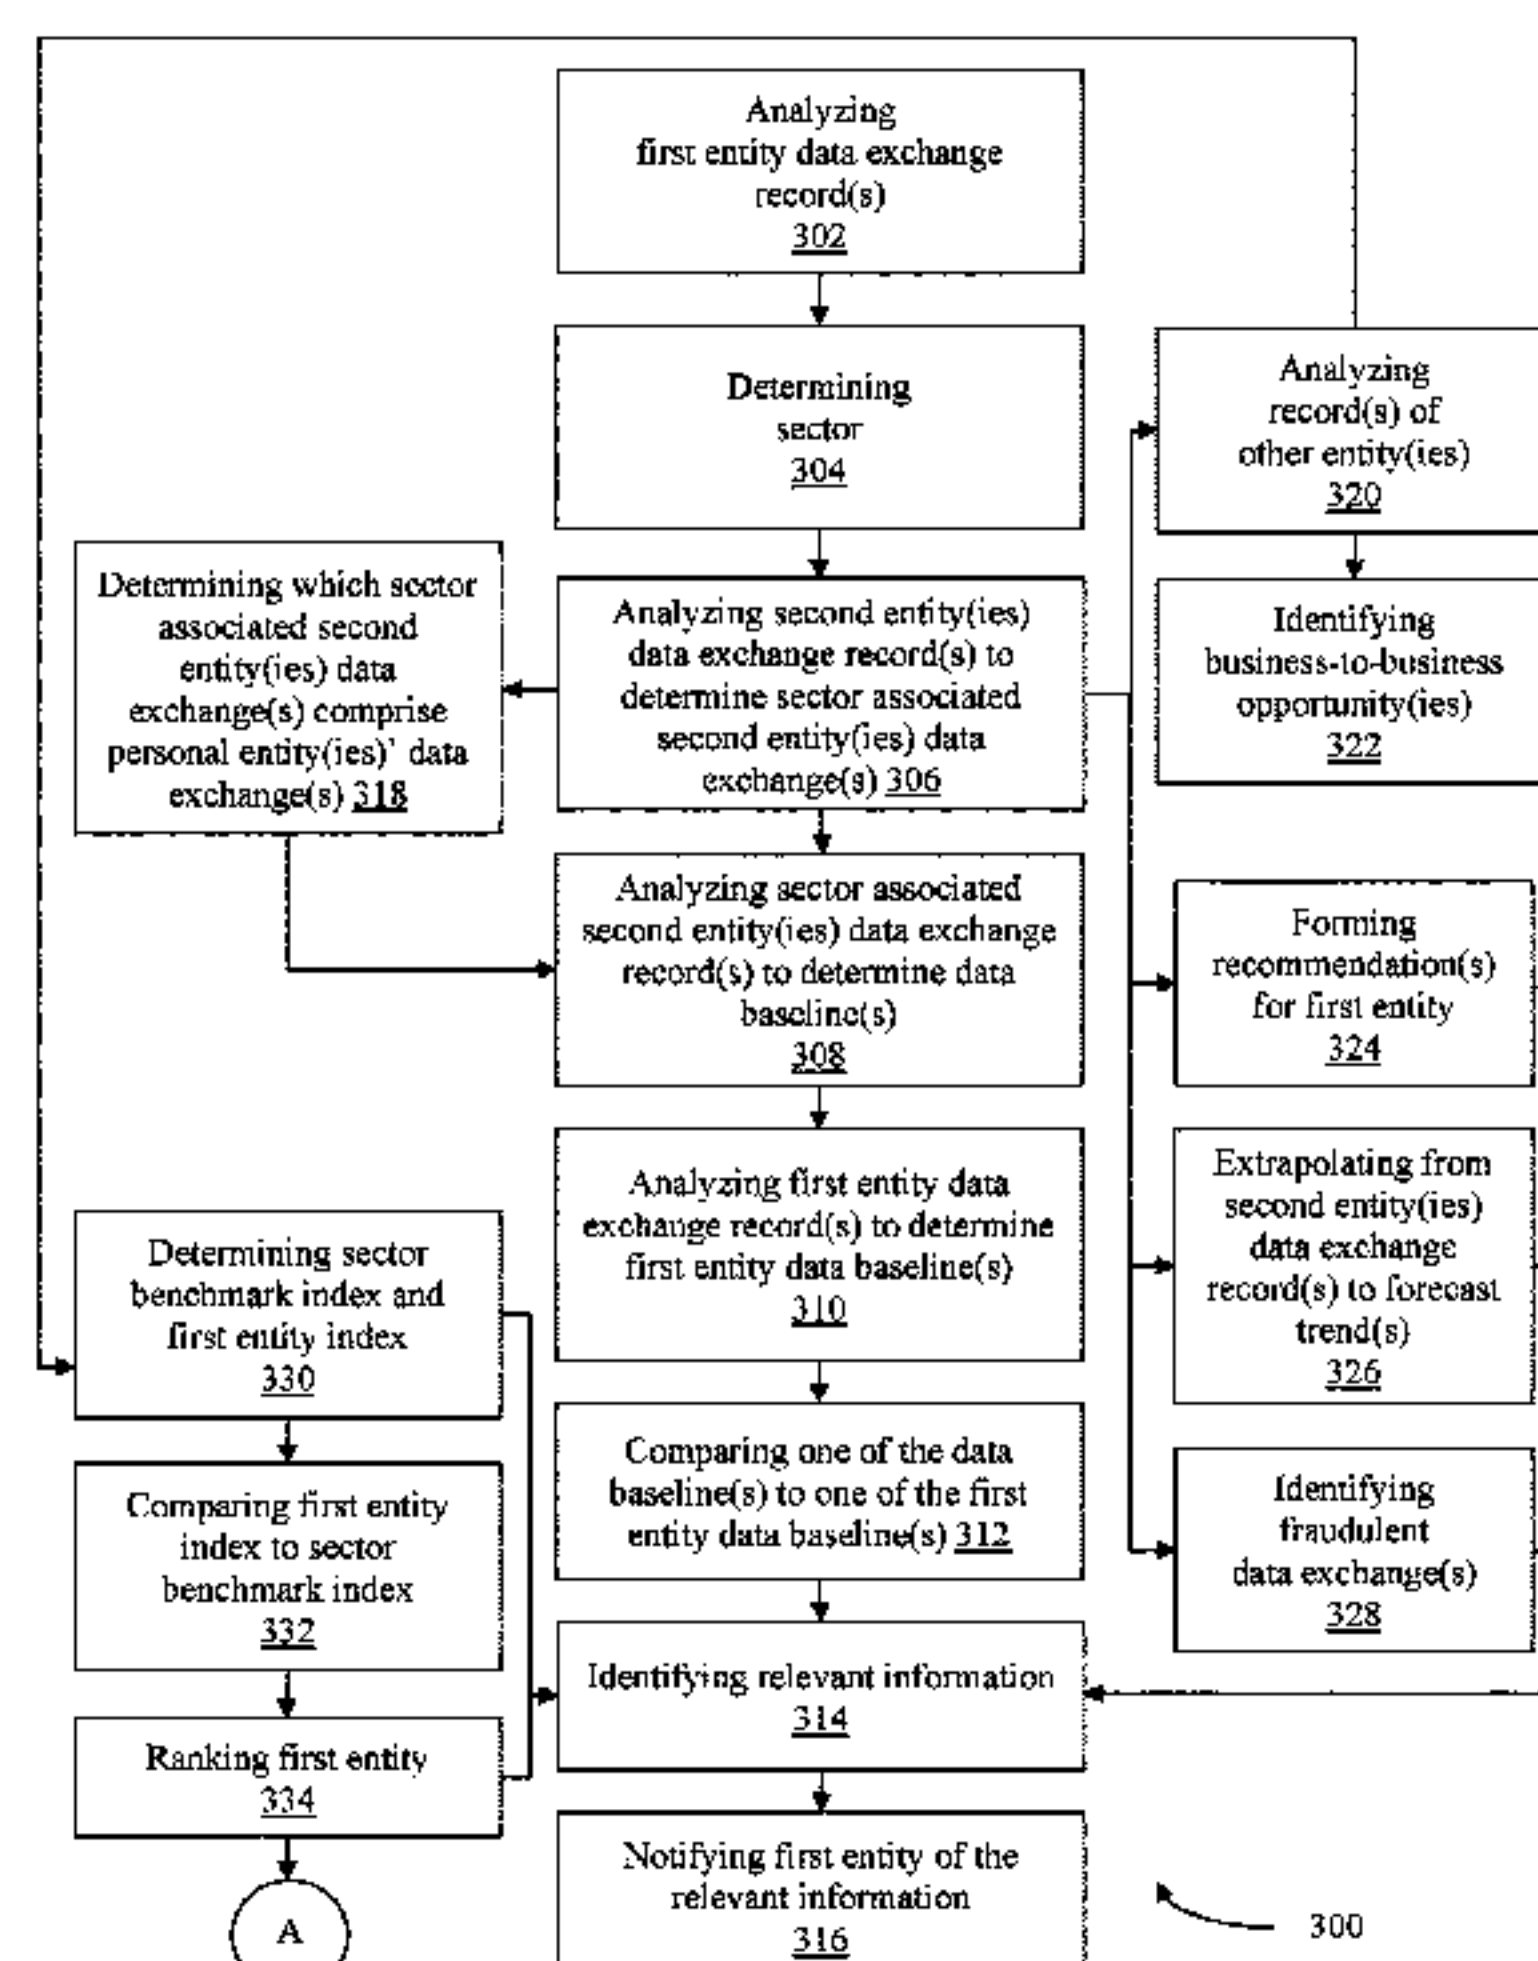 Analyzing
first entity data exchange
record(s)
302
Determining
sector
304
Analyzing
record(s) of
other entity(ies)
320
Determining which sector
associated second
entity(ies) data
exchange(s) comprise
personal entity(ies)' data
exchange(s) 318
Analyzing second entity(ies)
data exchange record(s) to
determine sector associated
second entity(ies) data
exchange(s) 306
Identifying
business-to-business
opportunity(ies)
322
Analyzing sector associated
second entity(ies) data exchange
record(s) to determine data
baseline(s)
308
Forming
recommendation(s)
for first entity
324
Analyzing first entity data
exchange record(s) to determine
first entity data baseline(s)
310
Extrapolating from
second entity(ies)
data exchange
record(s) to forecast
trend(s)
326
Determining sector
benchmark index and
first entity index
330
Comparing one of the data
baseline(s) to one of the first
entity data baseline(s) 312
Identifying
fraudulent
data exchange(s)
328
Comparing first entity
index to sector
benchmark index
332
Identifying relevant information
314
Ranking first entity
334
Notifying first entity of the
relevant information
316
A
300